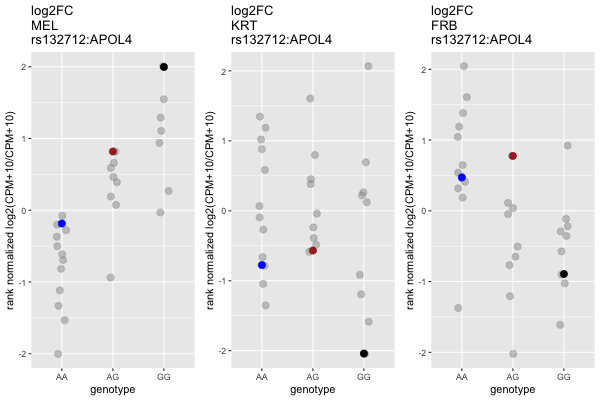 log2FC
MEL
rs132712:APOL4
rank normalized log2(CPM+10/CPM+10)
2
1
0
-1
-2
AA
AG
GG
genotype
log2FC
KRT
rs132712:APOL4
rank normalized log2(CPM+10/CPM+10)
2
1
0
-1
-2
AA
AG
GG
genotype
log2FC
FRB
rs132712:APOL4
rank normalized log2(CPM+10/CPM+10)
2
1
0
-1
-2
AA
AG
GG
genotype